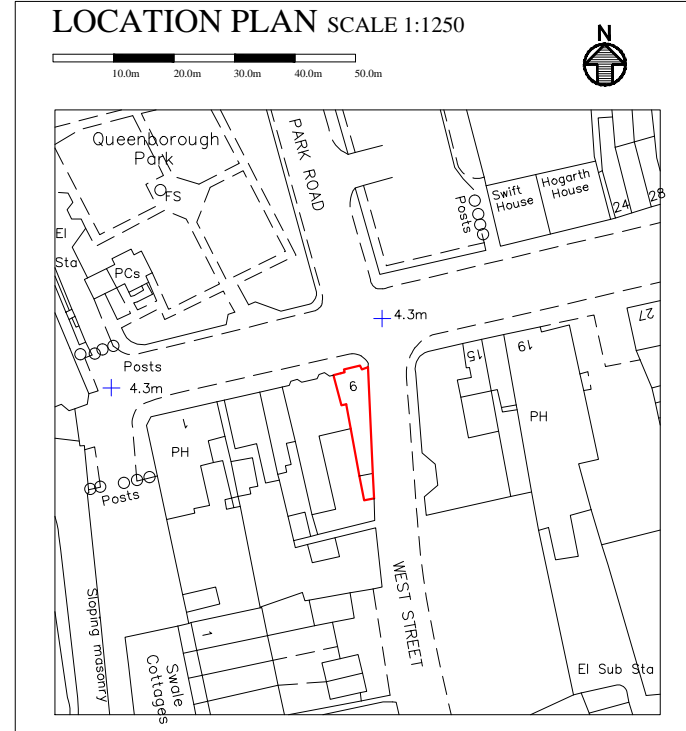 LOCATION PLAN SCALE 1:1250
N
10.0m 20.0m 30.0m 40.0m 50.0m
Queenborough
Park
FS
PARK ROAD
Posts
Swift
House
Hogarth
House
24
28
El
Sta
PCs
4.3m
27
Posts
4.3m
15
19
6
1
PH
PH
Posts
WEST STREET
Sloping masonry
1
Swale
Cottages
El Sub Sta